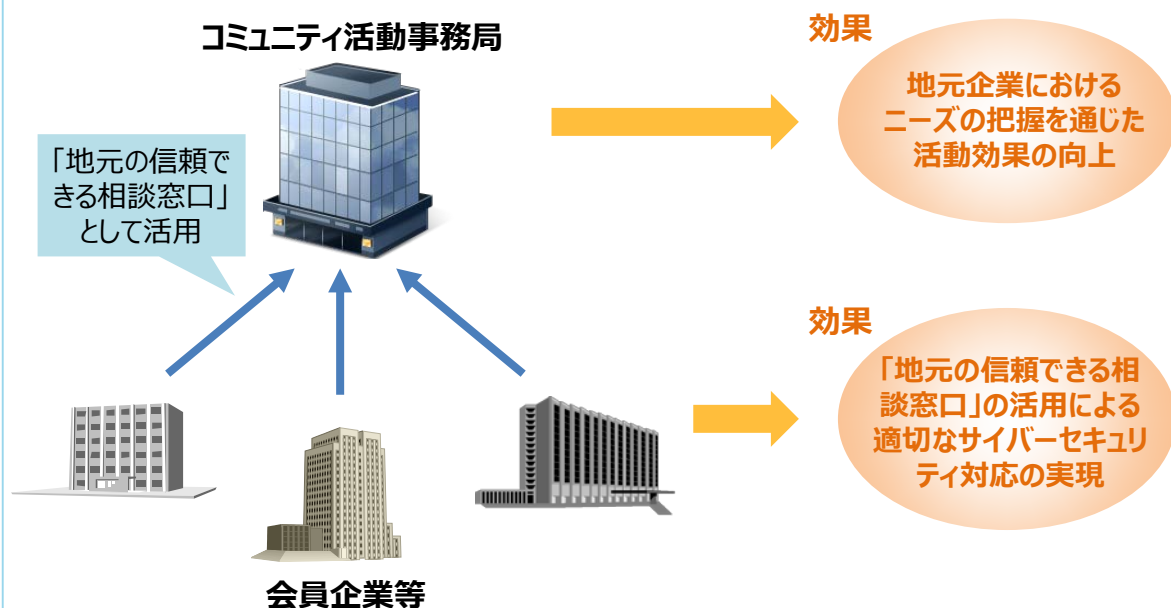 コミュニティ活動事務局
「地元の信頼で
きる相談窓口」
として活用
会員企業等
効果
地元企業における
ニーズの把握を通じた
活動効果の向上
効果
「地元の信頼できる相
談窓口」の活用による
適切なサイバーセキュリ
ティ対応の実現